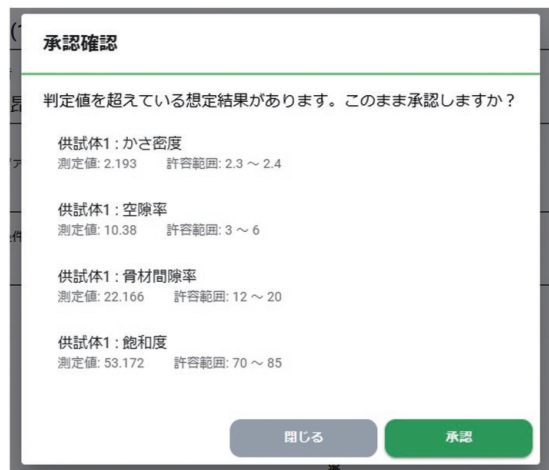 承認確認
判定値を超えている想定結果があります。このまま承認しますか？
供試体1 : かさ密度
測定値: 2.193 許容範囲: 2.3 ～ 2.4
供試体1 : 空隙率
測定値: 10.38 許容範囲: 3 ～ 6
供試体1 : 骨材間隙率
測定値: 22.166 許容範囲: 12 ～ 20
供試体1 : 飽和度
測定値: 53.172 許容範囲: 70 ～ 85
閉じる 承認